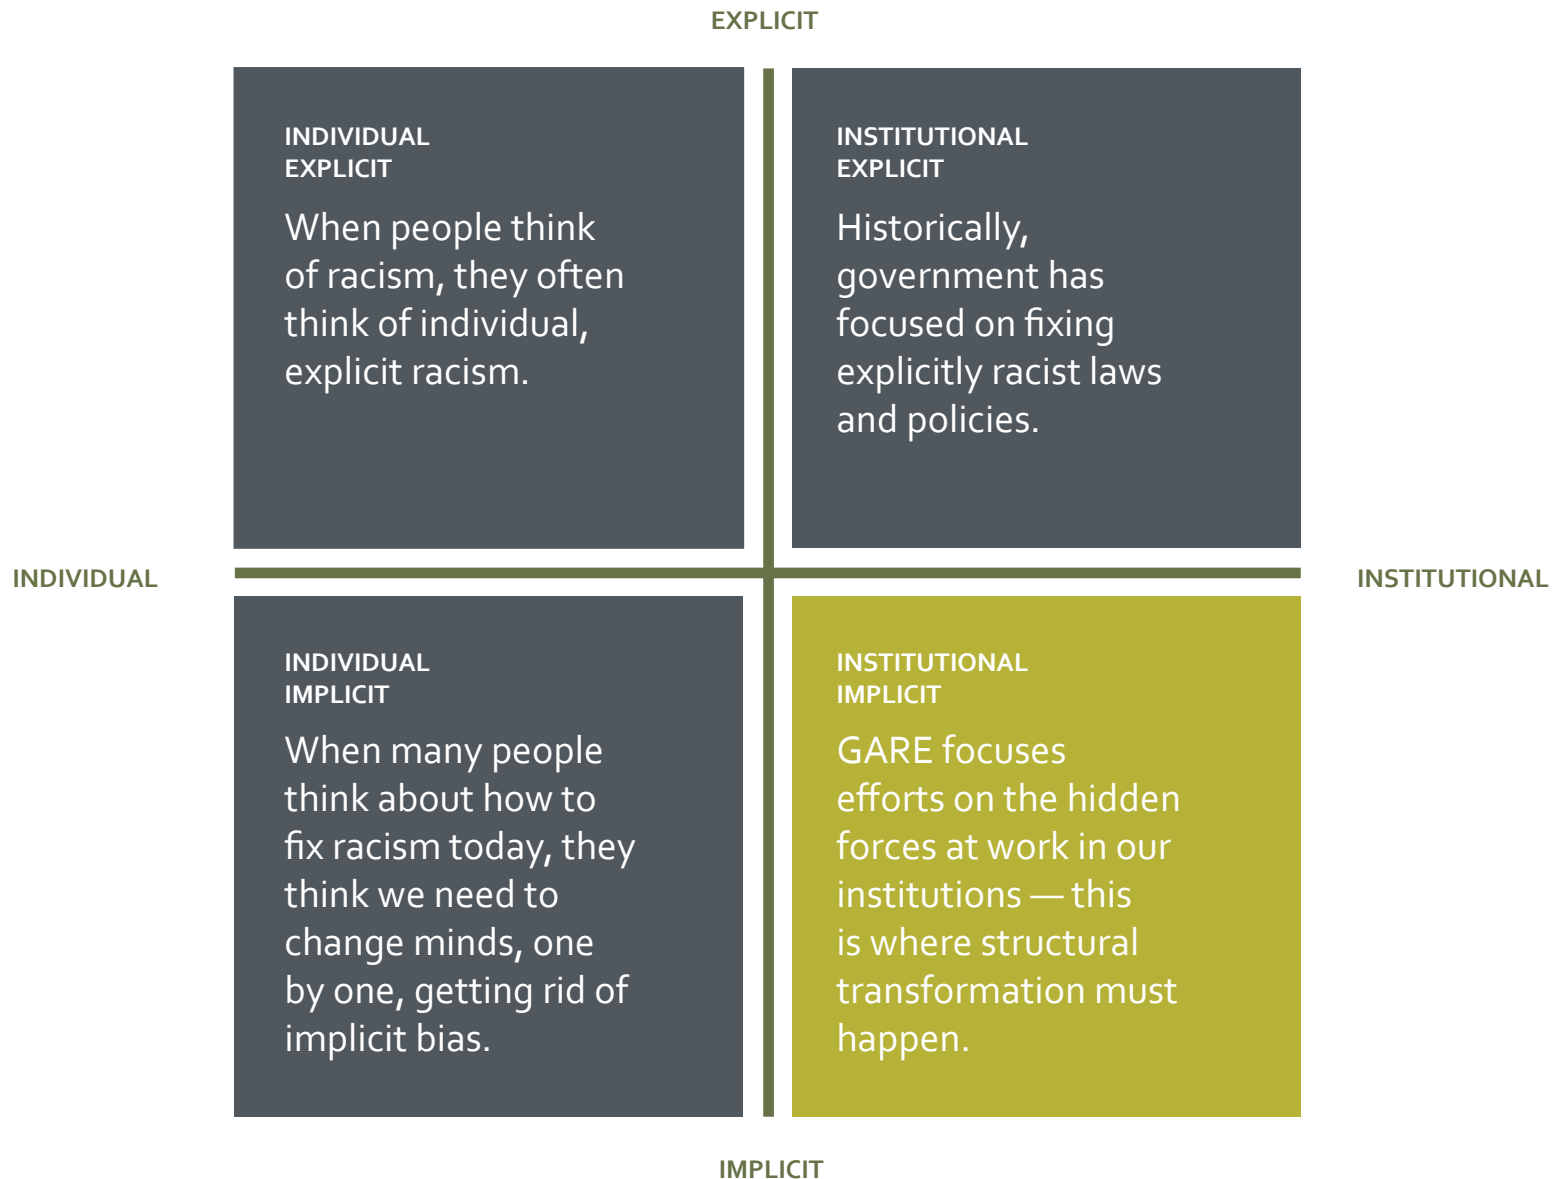 EXPLICIT
INDIVIDUAL
EXPLICIT
When people think
of racism, they often
think of individual,
explicit racism.
INSTITUTIONAL
EXPLICIT
Historically,
government has
focused on fixing
explicitly racist laws
and policies.
INDIVIDUAL
INSTITUTIONAL
INDIVIDUAL
IMPLICIT
When many people
think about how to
fix racism today, they
think we need to
change minds, one
by one, getting rid of
implicit bias.
INSTITUTIONAL
IMPLICIT
GARE focuses
efforts on the hidden
forces at work in our
institutions — this
is where structural
transformation must
happen.
IMPLICIT